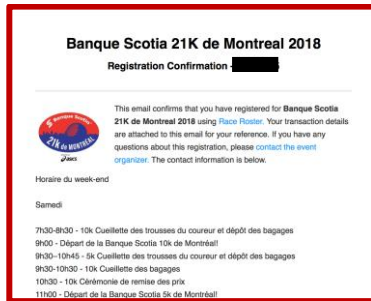 Banque Scotia 21K de Montreal 2018
Registration Confirmation -
Banque Scotia
21K de MONTRÉAL
asics
This email confirms that you have registered for Banque Scotia
21K de Montreal 2018 using Race Roster. Your transaction details
are attached to this email for your reference. If you have any
questions about this registration, please contact the event
organizer. The contact information is below.
Horaire du week-end
Samedi
7h30-8h30 - 10k Cueillette des trousses du coureur et dépôt des bagages
9h00 - Départ de la Banque Scotia 10k de Montréal!
9h30–10h45 - 5k Cueillette des trousses du coureur et dépôt des bagages
9h30-10h30 - 10k Cueillette des bagages
10h30 - 10k Cérémonie de remise des prix
11h00 - Départ de la Banque Scotia 5k de Montréal!